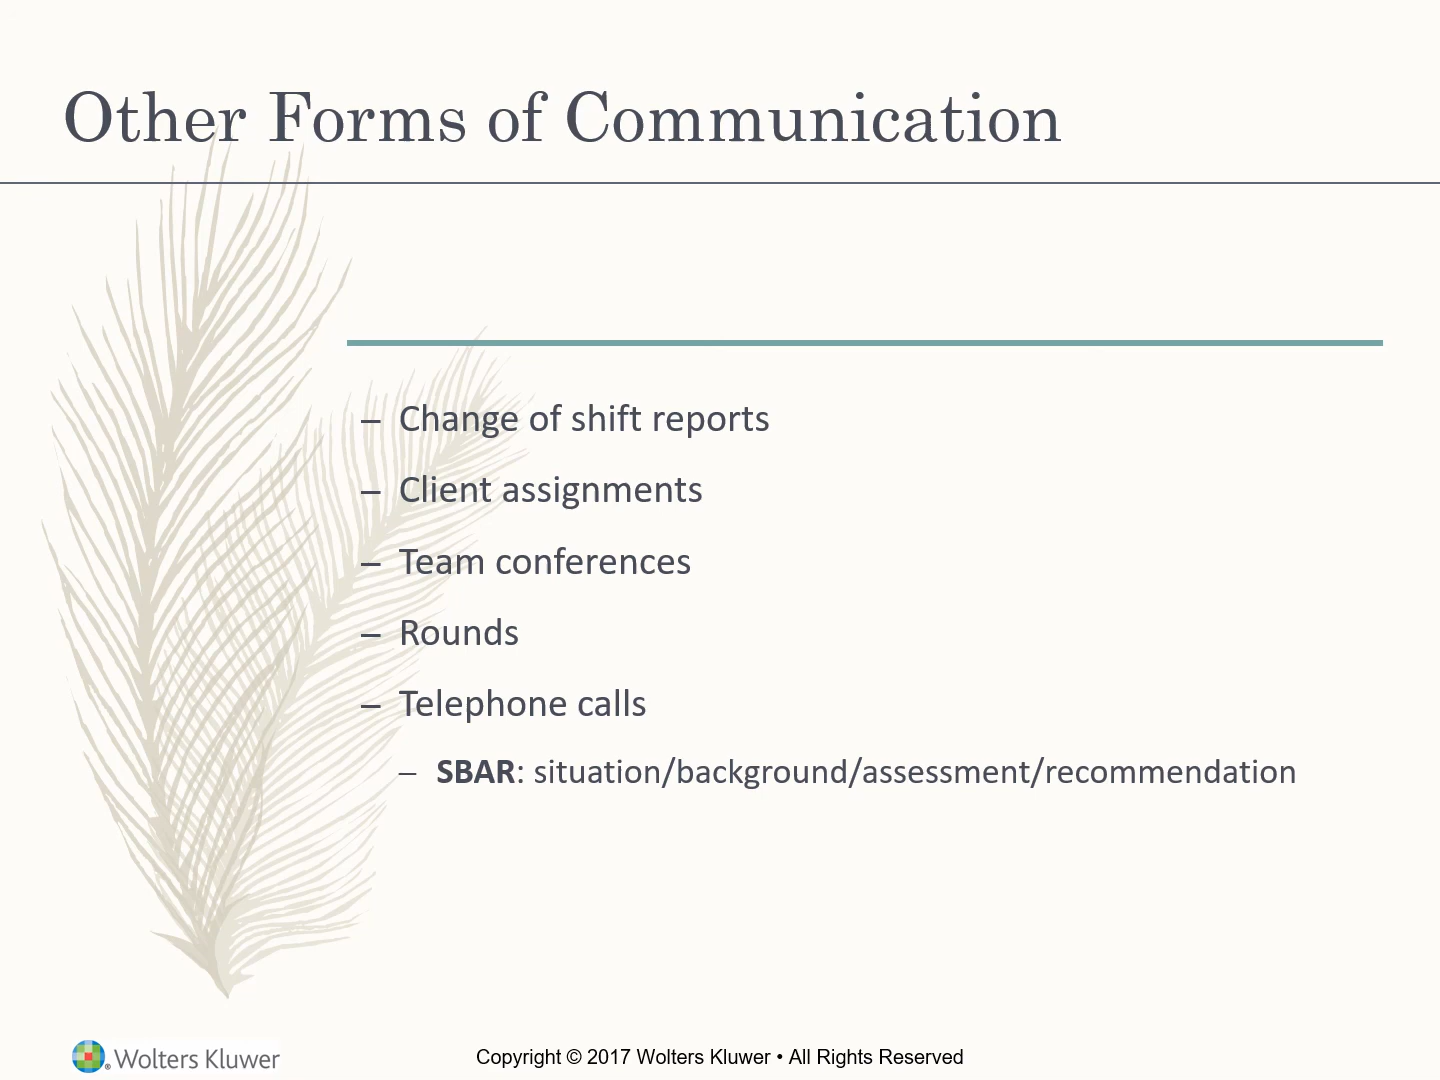 Other Forms of Communication
– Change of shift reports
– Client assignments
– Team conferences
– Rounds
– Telephone calls
– SBAR: situation/background/assessment/recommendation
Wolters Kluwer
Copyright © 2017 Wolters Kluwer • All Rights Reserved